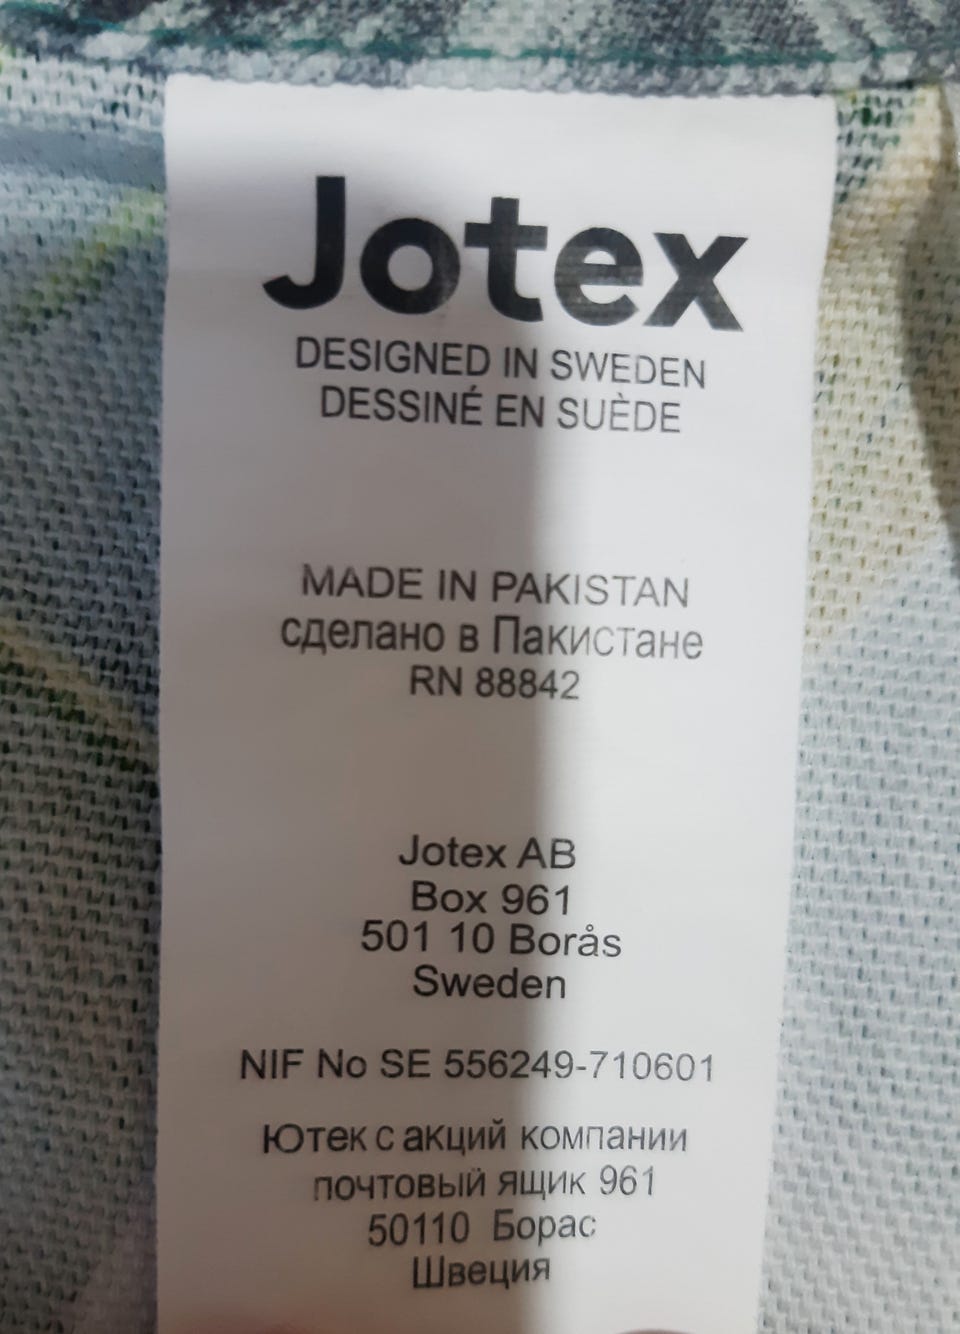 Jotex
DESIGNED IN SWEDEN
DESSINÉ EN SUÈDE
MADE IN PAKISTAN
сделано в Пакистане
RN 88842
Jotex AB
Box 961
501 10 Borås
Sweden
NIF No SE 556249-710601
Ютек с акций компании
почтовый ящик 961
50110 Борас
Швеция